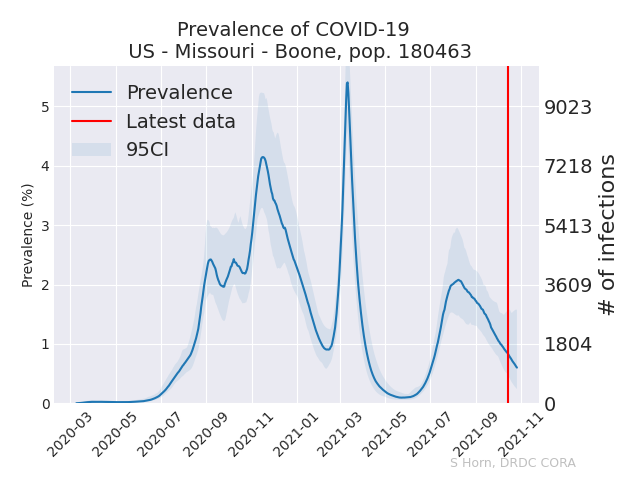 Prevalence of COVID-19
US - Missouri - Boone, pop. 180463
Prevalence
Latest data
95CI
Prevalence (%)
5
4
3
2
1
0
9023
7218
5413
3609
1804
0
# of infections
2020-03
2020-05
2020-07
2020-09
2020-11
2021-01
2021-03
2021-05
2021-07
2021-09
2021-11
S Horn, DRDC CORA